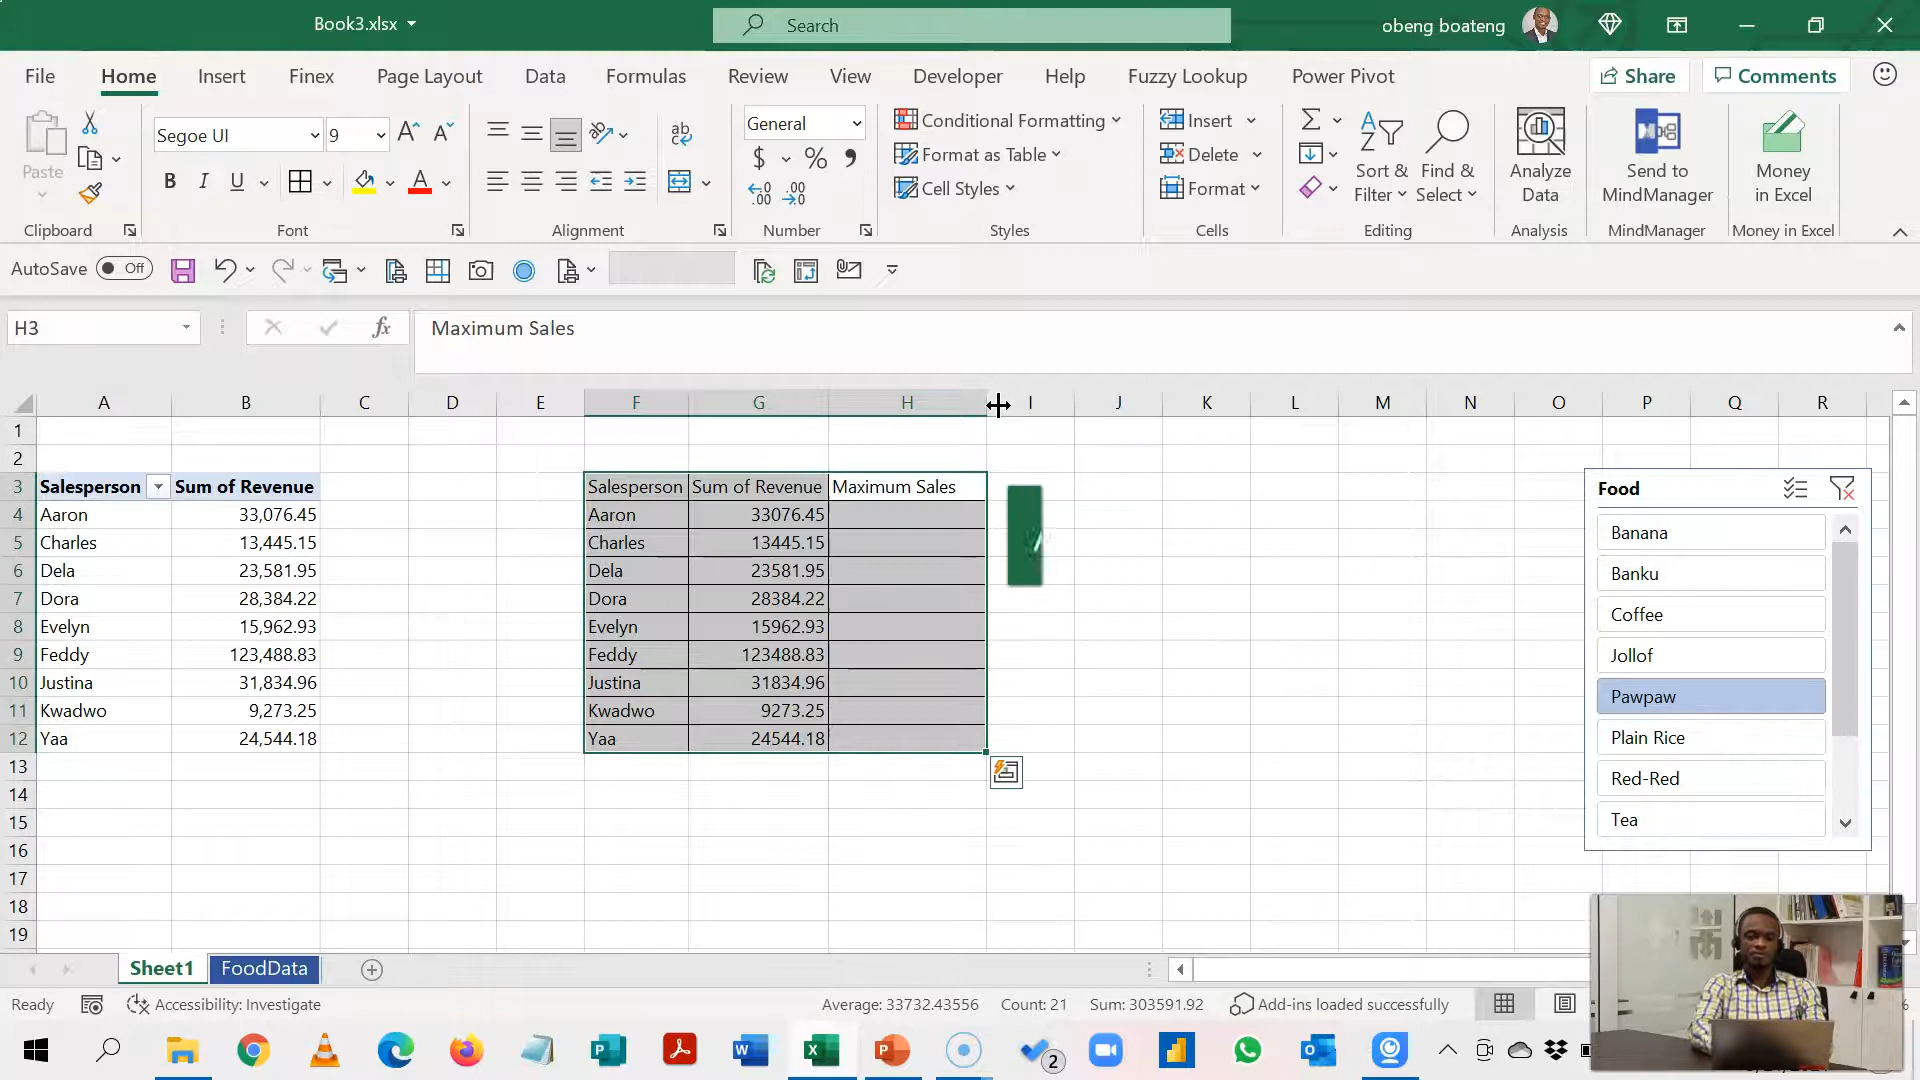 Book3.xlsx
Search
obeng boateng
File Home Insert Finex Page Layout Data Formulas Review View Developer Help Fuzzy Lookup Power Pivot Share Comments
Paste
Clipboard
Segoe UI 9
B I U A
Font
ab
Alignment
General
$ %
Number
Conditional Formatting
Format as Table
Cell Styles
Styles
Insert
Delete
Format
Cells
Sort & Filter
Find & Select
Editing
Analyze Data
Analysis
Send to MindManager
MindManager
Money in Excel
Money in Excel
AutoSave Off
H3 fx Maximum Sales
A B C D E F G H I J K L M N O P Q R
1
2
3 Salesperson Sum of Revenue Salesperson Sum of Revenue Maximum Sales
4 Aaron 33,076.45 Aaron 33076.45
5 Charles 13,445.15 Charles 13445.15
6 Dela 23,581.95 Dela 23581.95
7 Dora 28,384.22 Dora 28384.22
8 Evelyn 15,962.93 Evelyn 15962.93
9 Feddy 123,488.83 Feddy 123488.83
10 Justina 31,834.96 Justina 31834.96
11 Kwadwo 9,273.25 Kwadwo 9273.25
12 Yaa 24,544.18 Yaa 24544.18
13
14
15
16
17
18
19
Food
Banana
Banku
Coffee
Jollof
Pawpaw
Plain Rice
Red-Red
Tea
Sheet1 FoodData
Ready Accessibility: Investigate Average: 33732.43556 Count: 21 Sum: 303591.92 Add-ins loaded successfully
2